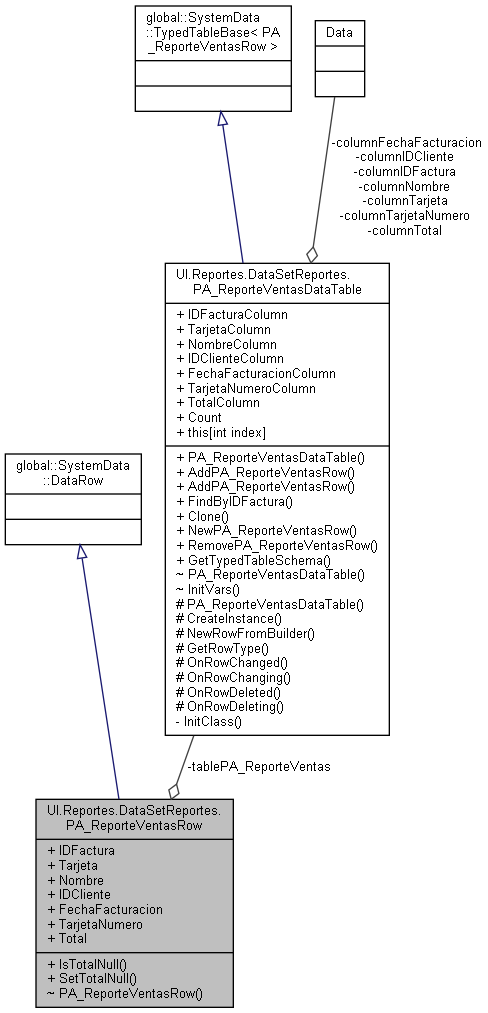 global::SystemData
::TypedTableBase< PA
_ReporteVentasRow >
Data
-columnFechaFacturacion
-columnIDCliente
-columnIDFactura
-columnNombre
-columnTarjeta
-columnTarjetaNumero
-columnTotal
UI.Reportes.DataSetReportes.
PA_ReporteVentasDataTable
+ IDFacturaColumn
+ TarjetaColumn
+ NombreColumn
+ IDClienteColumn
+ FechaFacturacionColumn
+ TarjetaNumeroColumn
+ TotalColumn
+ Count
+ this[int index]
+ PA_ReporteVentasDataTable()
+ AddPA_ReporteVentasRow()
+ AddPA_ReporteVentasRow()
+ FindByIDFactura()
+ Clone()
+ NewPA_ReporteVentasRow()
+ RemovePA_ReporteVentasRow()
+ GetTypedTableSchema()
~ PA_ReporteVentasDataTable()
~ InitVars()
# PA_ReporteVentasDataTable()
# CreateInstance()
# NewRowFromBuilder()
# GetRowType()
# OnRowChanged()
# OnRowChanging()
# OnRowDeleted()
# OnRowDeleting()
- InitClass()
global::SystemData
::DataRow
-tablePA_ReporteVentas
UI.Reportes.DataSetReportes.
PA_ReporteVentasRow
+ IDFactura
+ Tarjeta
+ Nombre
+ IDCliente
+ FechaFacturacion
+ TarjetaNumero
+ Total
+ IsTotalNull()
+ SetTotalNull()
~ PA_ReporteVentasRow()